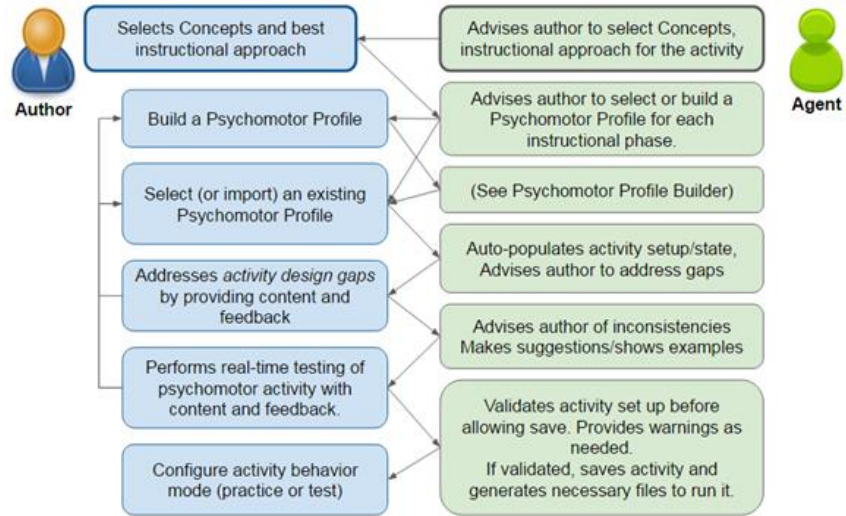 Selects Concepts and best
instructional approach
Advises author to select Concepts,
instructional approach for the activity
Author
Agent
Build a Psychomotor Profile
Advises author to select or build a
Psychomotor Profile for each
instructional phase.
Select (or import) an existing
Psychomotor Profile
(See Psychomotor Profile Builder)
Auto-populates activity setup/state,
Advises author to address gaps
Addresses activity design gaps
by providing content and
feedback
Advises author of inconsistencies
Makes suggestions/shows examples
Performs real-time testing of
psychomotor activity with
content and feedback.
Validates activity set up before
allowing save. Provides warnings as
needed.
If validated, saves activity and
generates necessary files to run it.
Configure activity behavior
mode (practice or test)